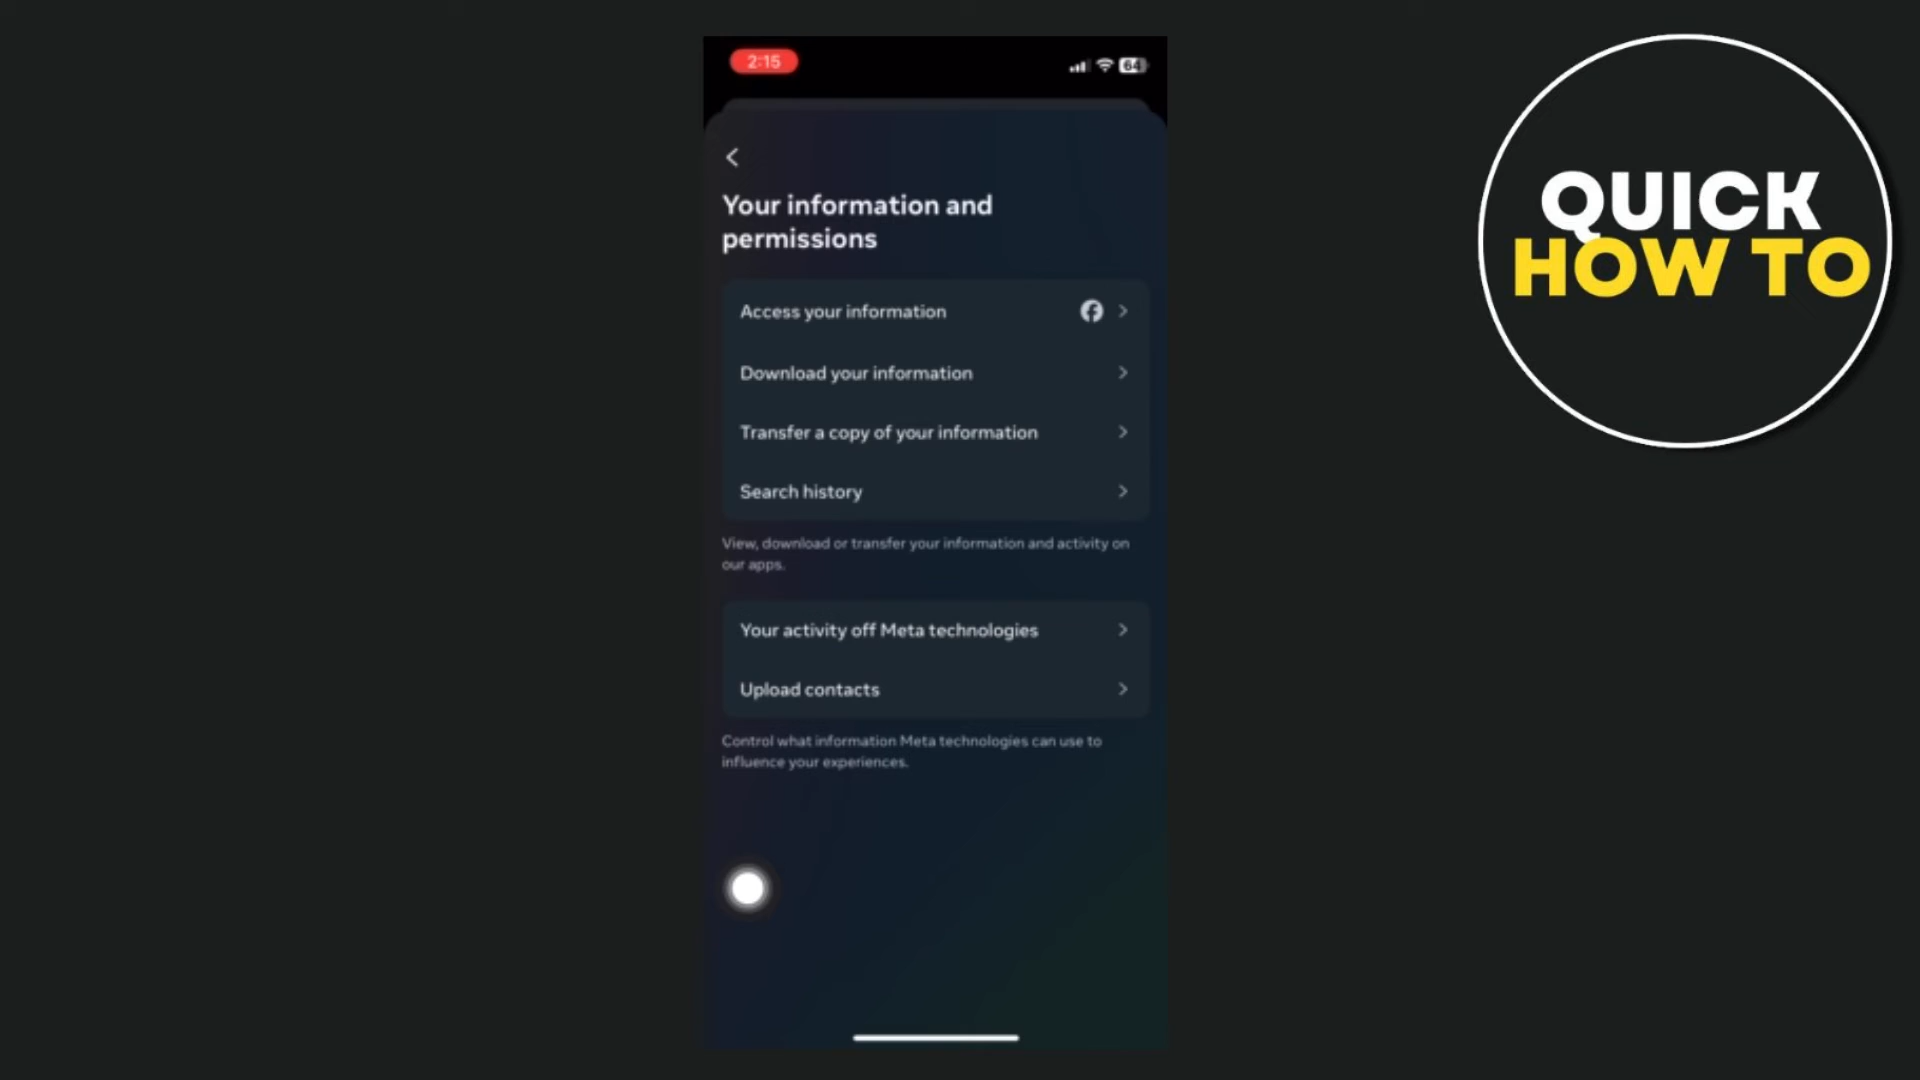 2:15
64
Your information and
permissions
Access your information
Download your information
Transfer a copy of your information
Search history
View, download or transfer your information and activity on
our apps.
Your activity off Meta technologies
Upload contacts
Control what information Meta technologies can use to
influence your experiences.
QUICK
HOW TO